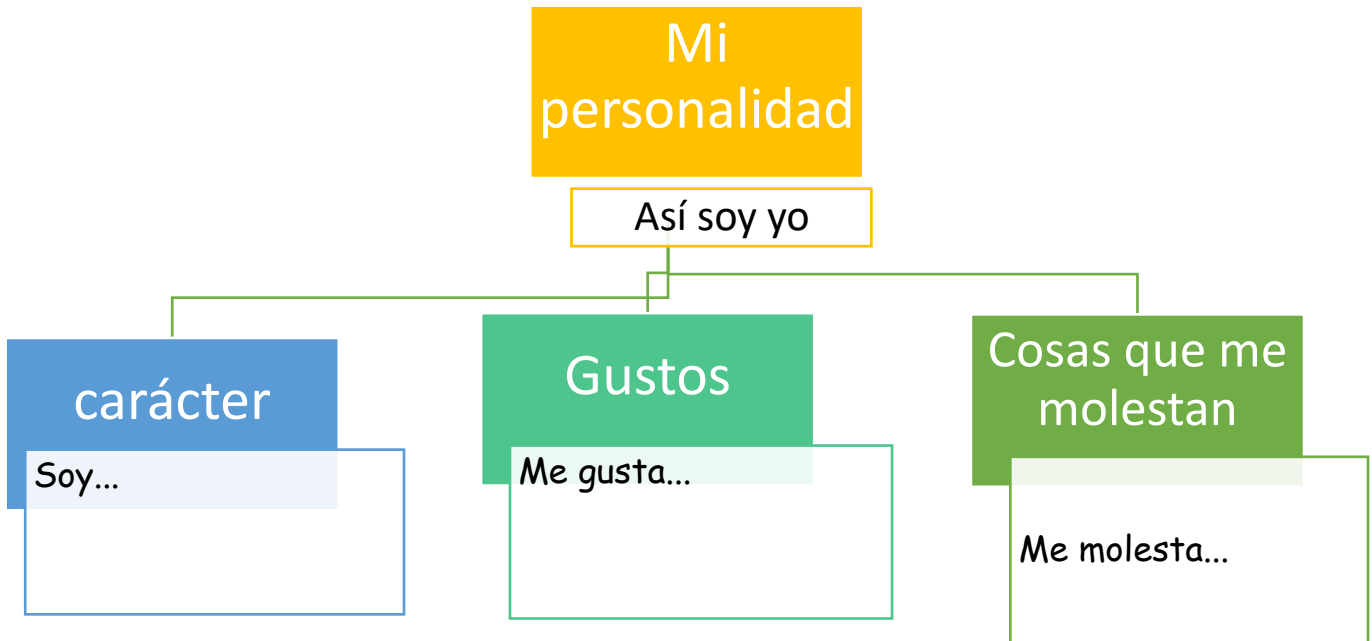 Mi
personalidad
Así soy yo
carácter
Soy...
Gustos
Me gusta...
Cosas que me
molestan
Me molesta...